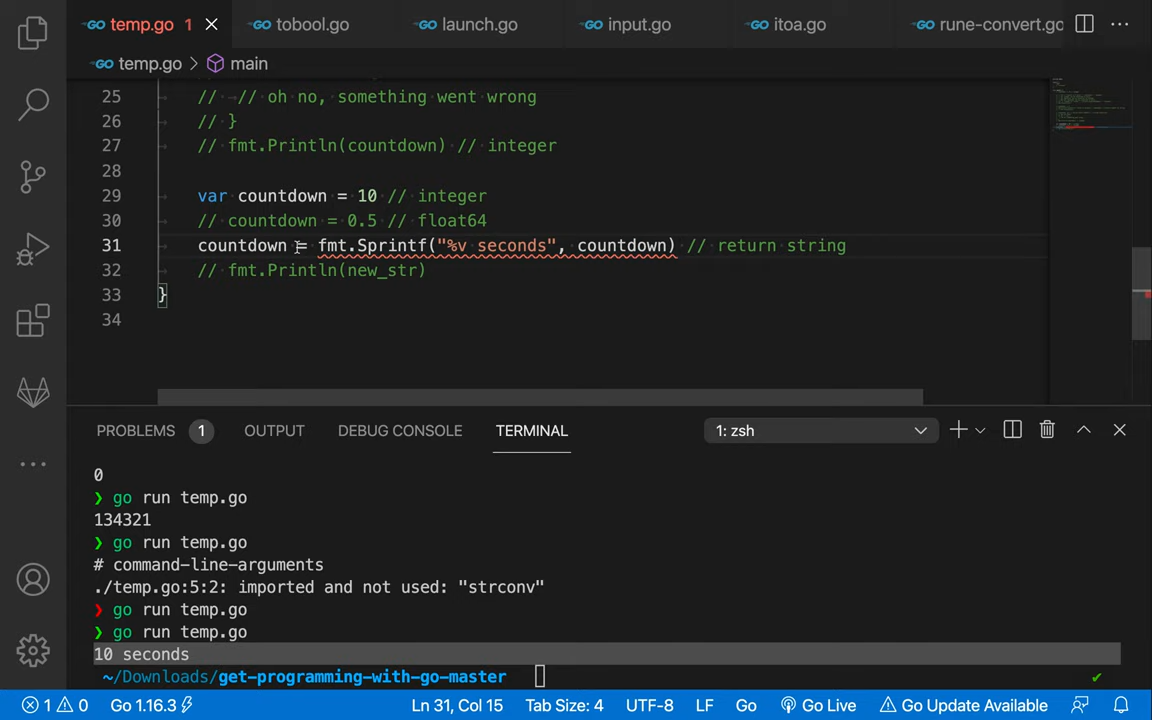 temp.go 1 tobool.go launch.go input.go itoa.go rune-convert.go
temp.go > main
25 // // oh no, something went wrong
26 // }
27 // fmt.Println(countdown) // integer
28
29 var countdown = 10 // integer
30 // countdown = 0.5 // float64
31 countdown = fmt.Sprintf("%v seconds", countdown) // return string
32 // fmt.Println(new_str)
33 }
34
PROBLEMS 1 OUTPUT DEBUG CONSOLE TERMINAL 1: zsh
0
❯ go run temp.go
134321
❯ go run temp.go
# command-line-arguments
./temp.go:5:2: imported and not used: "strconv"
❯ go run temp.go
❯ go run temp.go
10 seconds
~/Downloads/get-programming-with-go-master
1 0 Go 1.16.3 Ln 31, Col 15 Tab Size: 4 UTF-8 LF Go Go Live Go Update Available